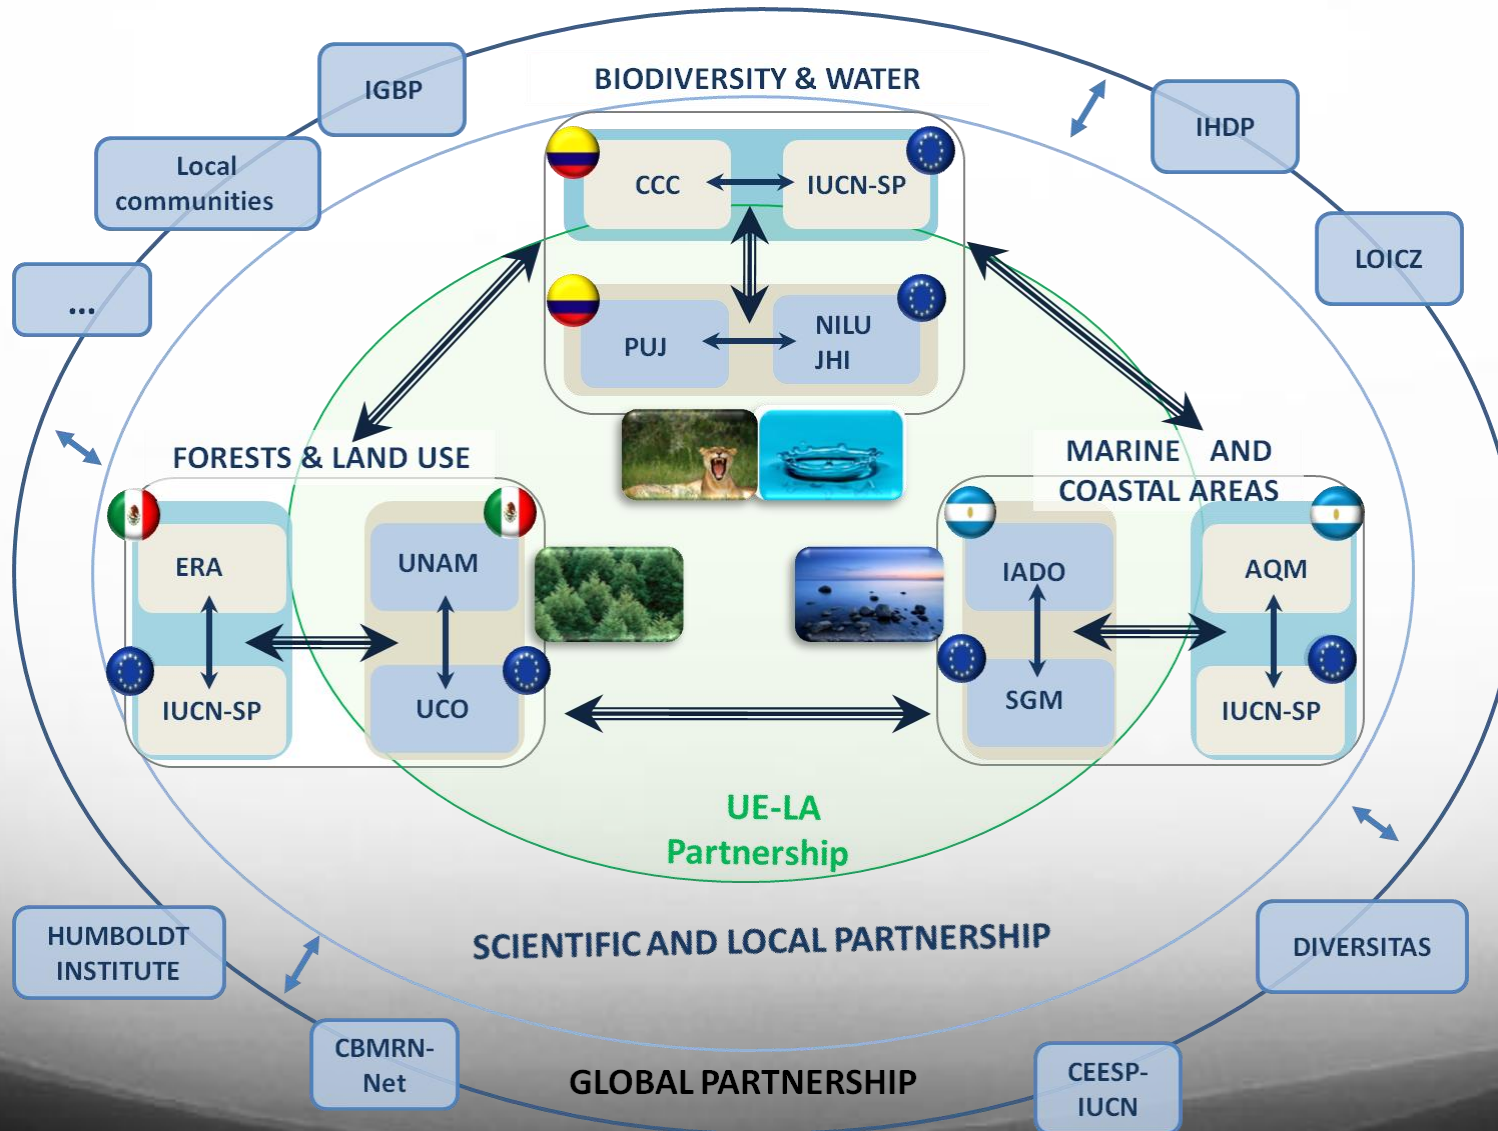 IGBP
BIODIVERSITY & WATER
IHDP
Local
communities
CCC
IUCN-SP
LOICZ
...
PUJ
NILU
JHI
FORESTS & LAND USE
MARINE AND
COASTAL AREAS
ERA
UNAM
IADO
AQM
IUCN-SP
UCO
SGM
IUCN-SP
UE-LA
Partnership
SCIENTIFIC AND LOCAL PARTNERSHIP
HUMBOLDT
INSTITUTE
DIVERSITAS
CBMRN-
Net
GLOBAL PARTNERSHIP
CEESP-
IUCN